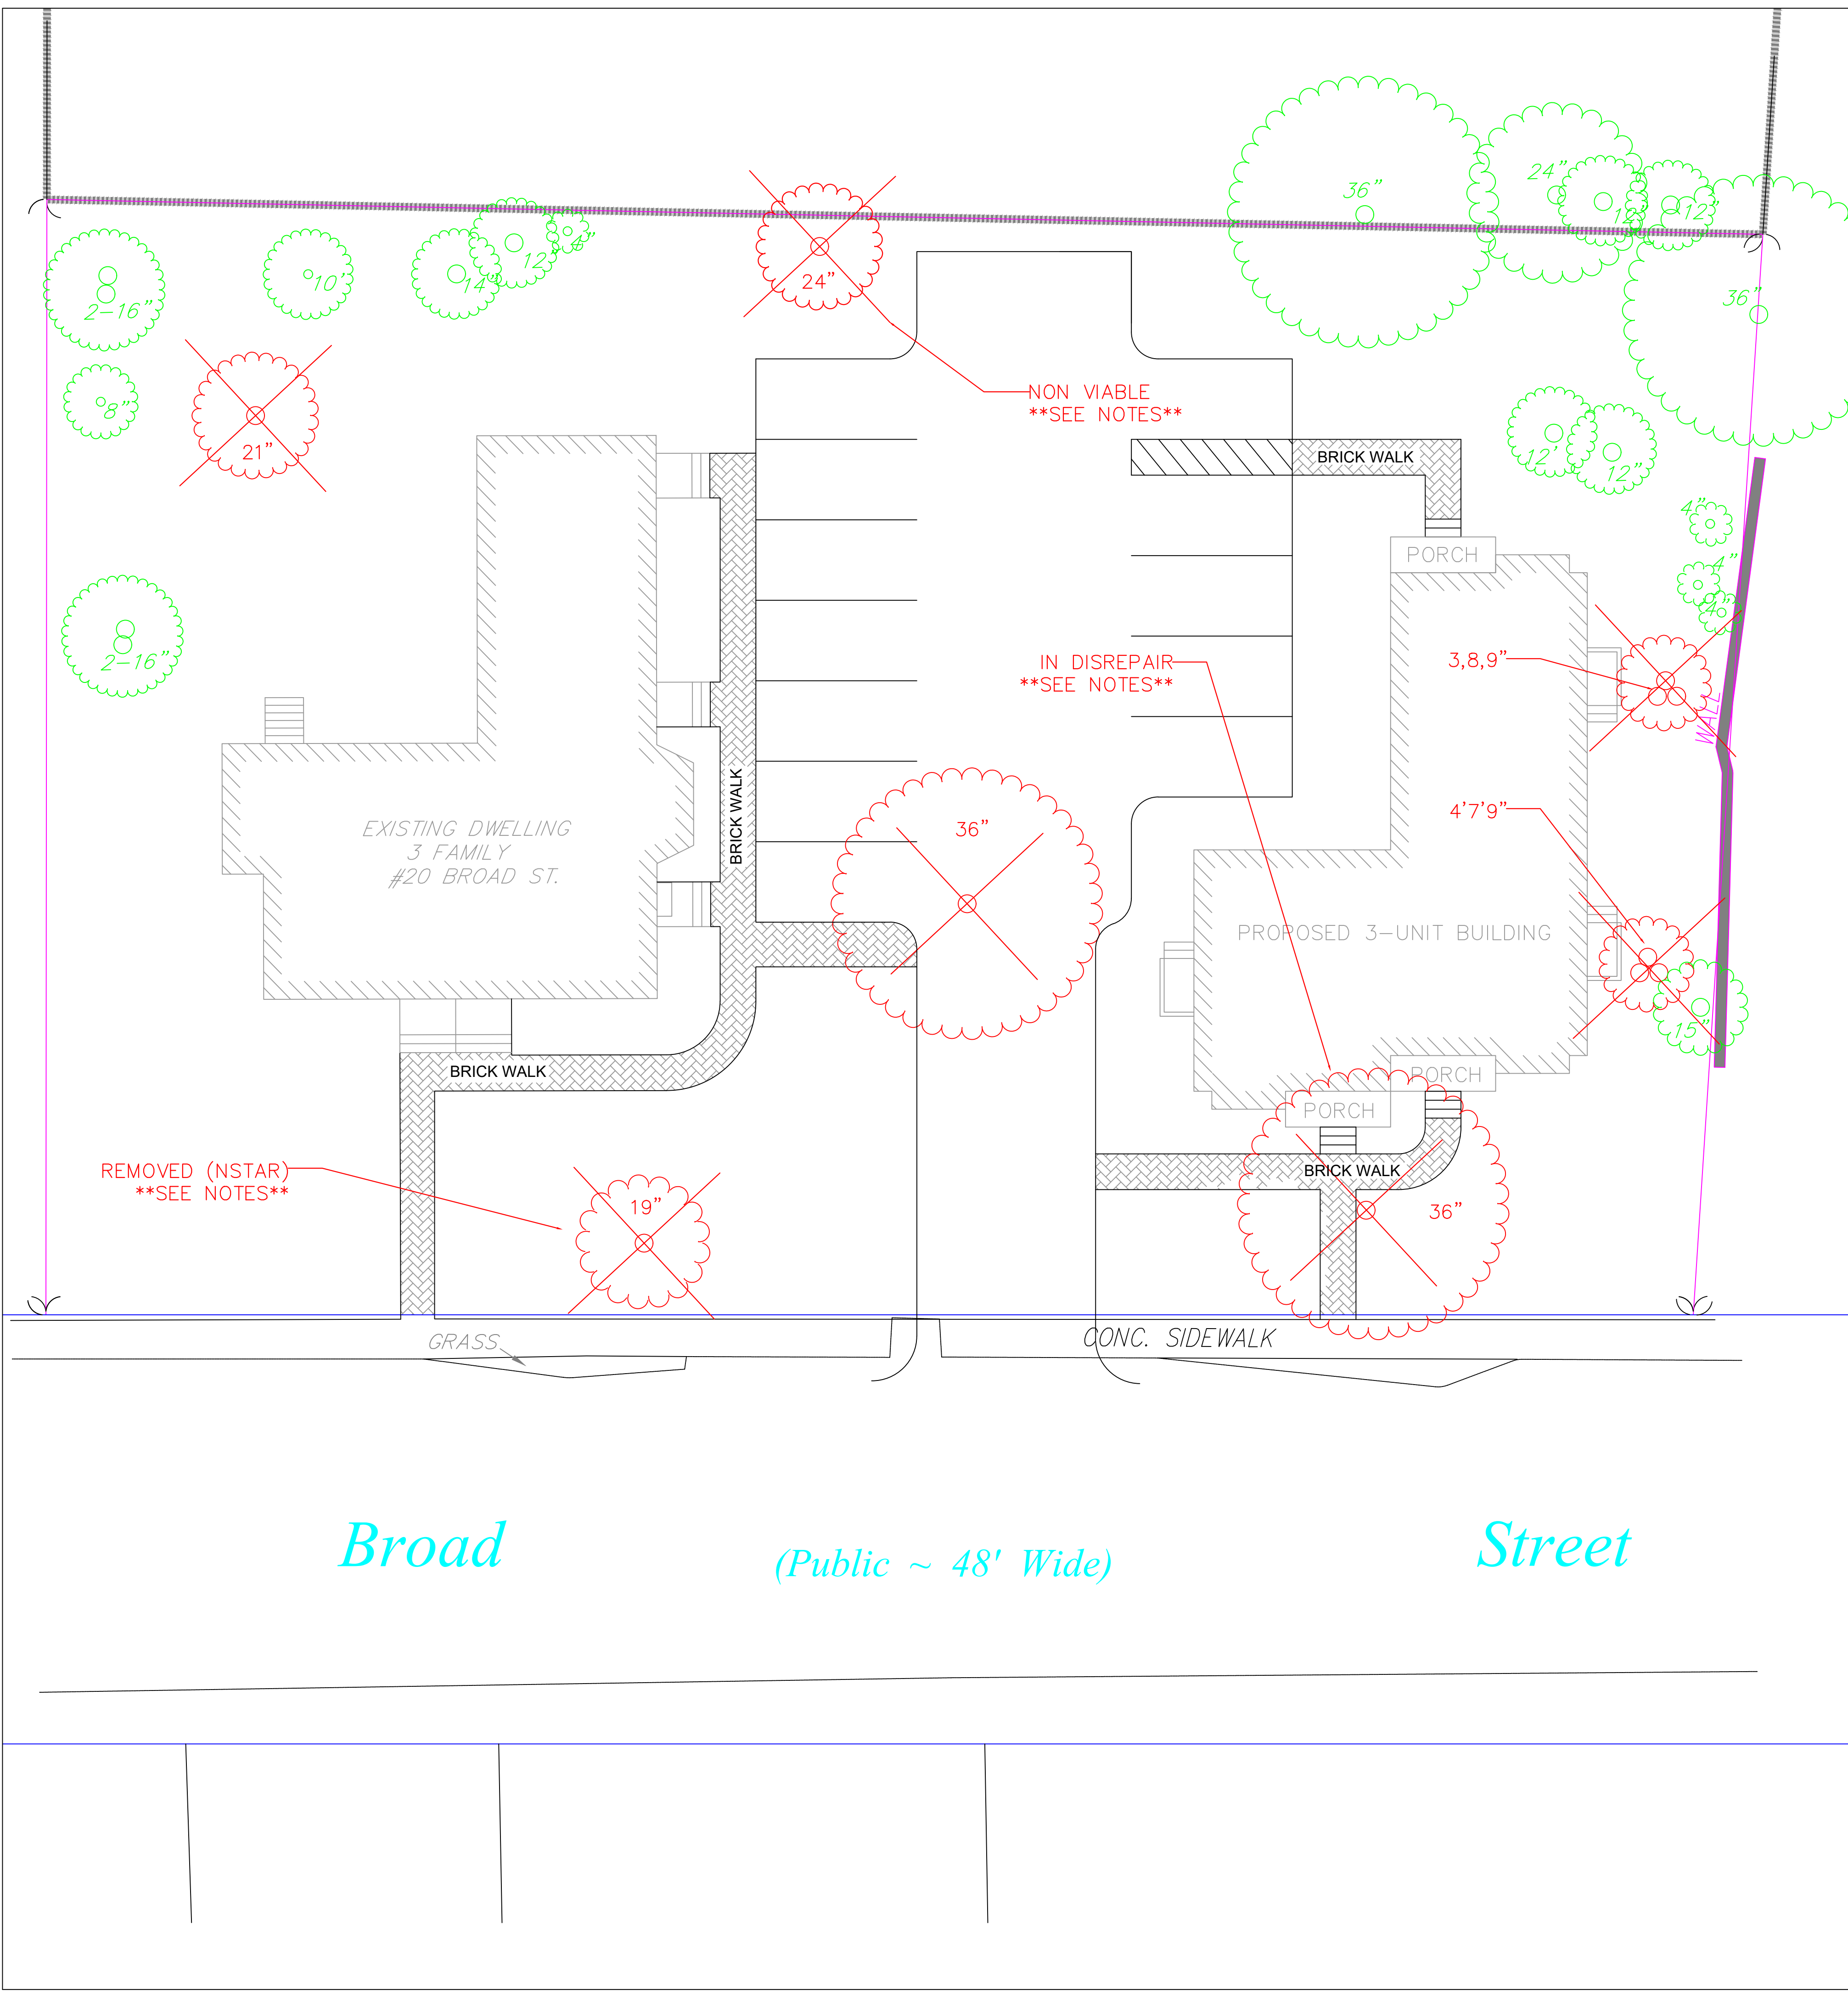 36"
24"
12"
12"
36"
2-16"
10'
14"
12"
4"
24"
8"
21"
NON VIABLE
**SEE NOTES**
BRICK WALK
12'
12"
4"
4"
4"
PORCH
2-16"
IN DISREPAIR
**SEE NOTES**
3,8,9"
WALL
BRICK WALK
36"
4'7'9"
EXISTING DWELLING
3 FAMILY
#20 BROAD ST.
PROPOSED 3-UNIT BUILDING
15"
BRICK WALK
PORCH
PORCH
REMOVED (NSTAR)
**SEE NOTES**
19"
BRICK WALK
36"
GRASS
CONC. SIDEWALK
Broad (Public ~ 48' Wide) Street